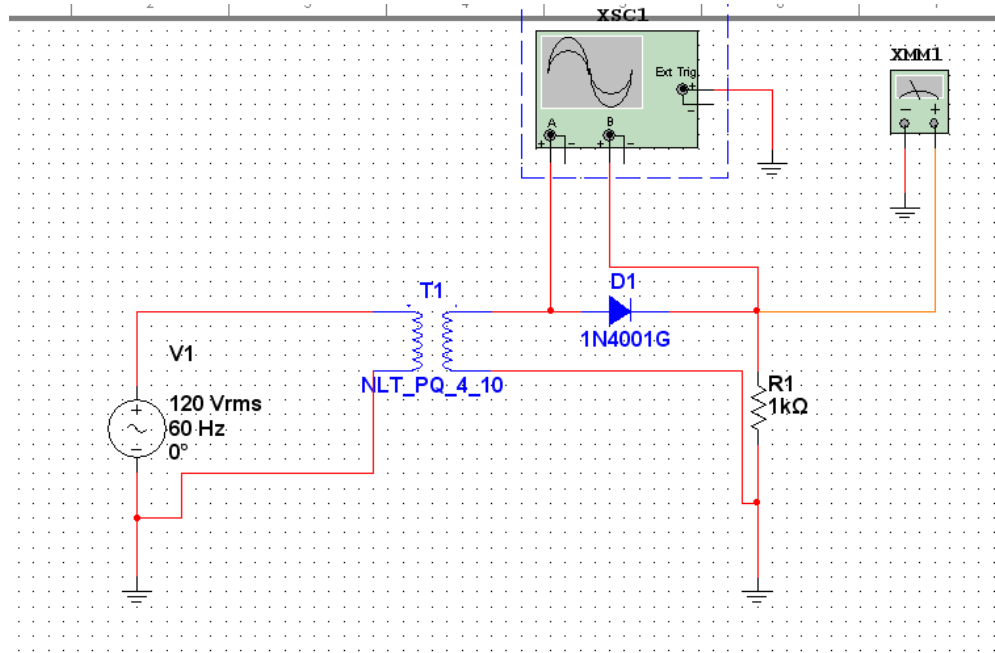 XSC1
XMM1
Ext Trig
A
B
T1
D1
1N4001G
V1
NLT_PQ_4_10
120 Vrms
60 Hz
0°
R1
1kΩ